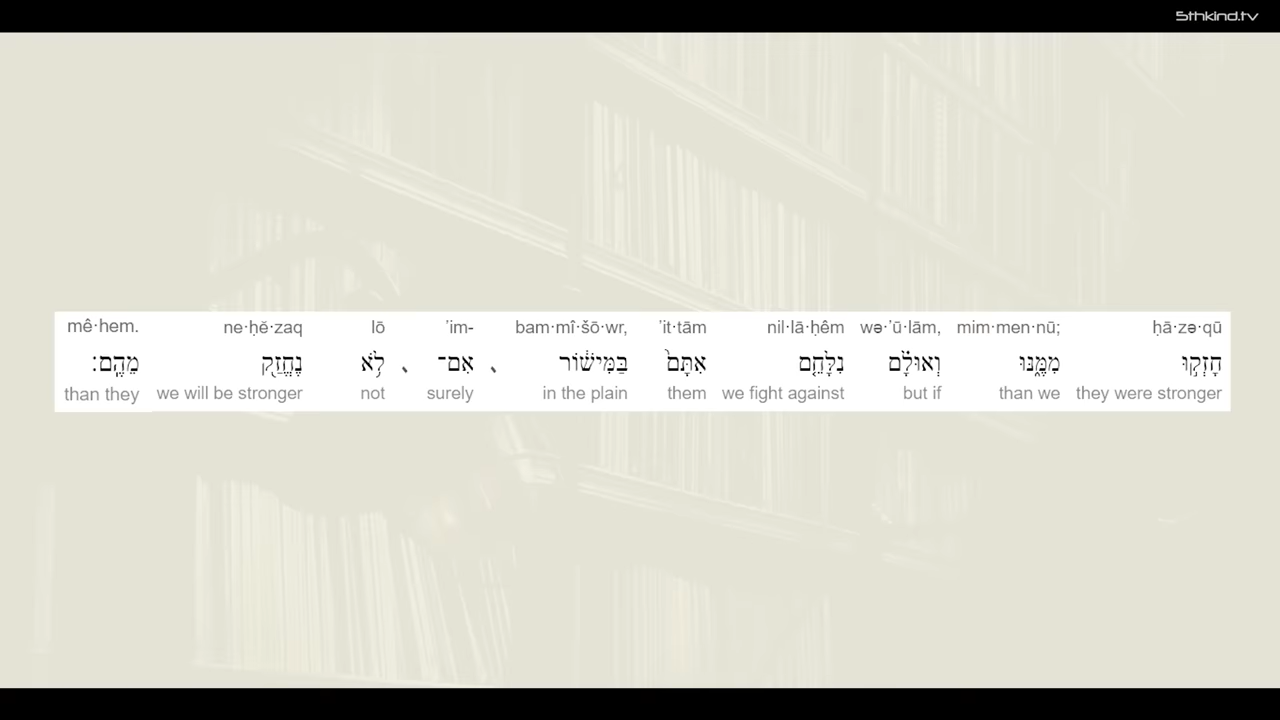 5thkind.tv
mê·hem. ne·ḥĕ·zaq lō ’im- bam·mî·šō·wr, ’it·tām nil·lā·ḥêm wə·’ū·lām, mim·men·nū; ḥā·zə·qū
חָזְק֣וּ מִמֶּ֑נּוּ וְאוּלָ֗ם נִלָּחֵ֤ם אִתָּם֙ בַּמִּישׁ֔וֹר 、 אִם־ 、 לֹ֥א נֶחֱזַ֖ק מֵהֶֽם׃
than they we will be stronger not surely in the plain them we fight against but if than we they were stronger